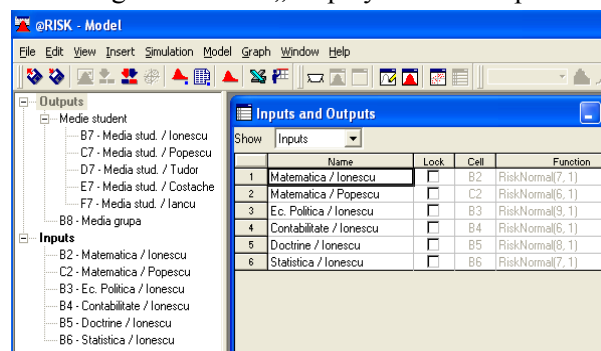 @RISK - Model
File Edit View Insert Simulation Model Graph Window Help
Outputs
Medie student
B7 - Media stud. / Ionescu
C7 - Media stud. / Popescu
D7 - Media stud. / Tudor
E7 - Media stud. / Costache
F7 - Media stud. / Iancu
B8 - Media grupa
Inputs
B2 - Matematica / Ionescu
C2 - Matematica / Popescu
B3 - Ec. Politica / Ionescu
B4 - Contabilitate / Ionescu
B5 - Doctrine / Ionescu
B6 - Statistica / Ionescu
Inputs and Outputs
Show Inputs
Name Lock Cell Function
1 Matematica / Ionescu B2 RiskNormal(7, 1)
2 Matematica / Popescu C2 RiskNormal(6, 1)
3 Ec. Politica / Ionescu B3 RiskNormal(9, 1)
4 Contabilitate / Ionescu B4 RiskNormal(6, 1)
5 Doctrine / Ionescu B5 RiskNormal(8, 1)
6 Statistica / Ionescu B6 RiskNormal(7, 1)